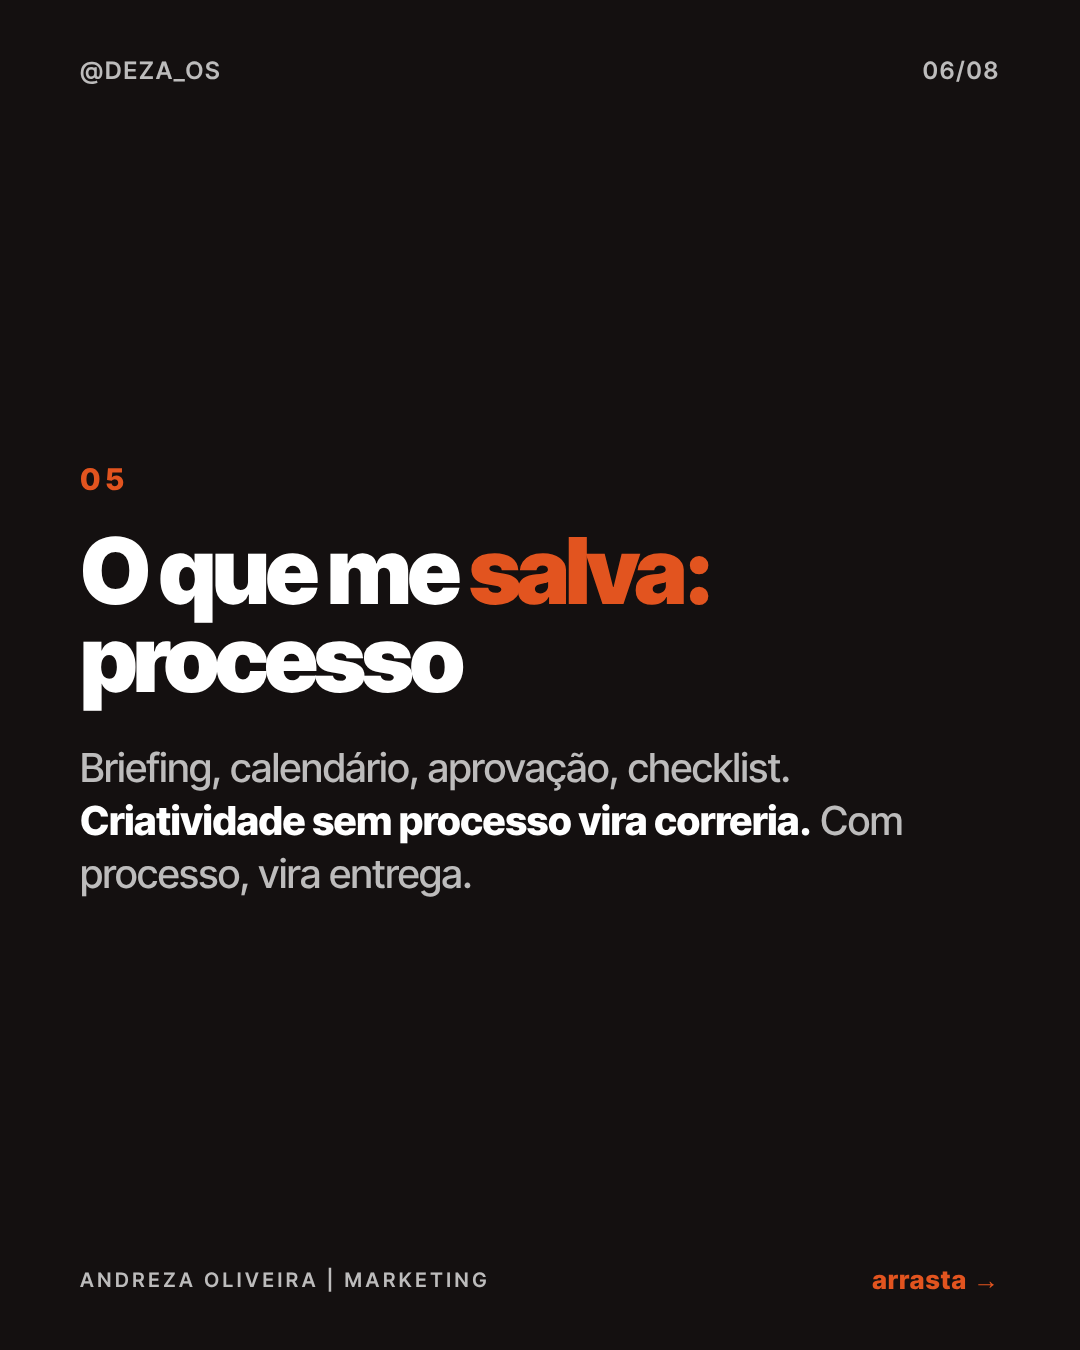 @DEZA_OS
06/08
05
O que me salva:
processo
Briefing, calendário, aprovação, checklist.
Criatividade sem processo vira correria. Com
processo, vira entrega.
ANDREZA OLIVEIRA | MARKETING
arrasta →